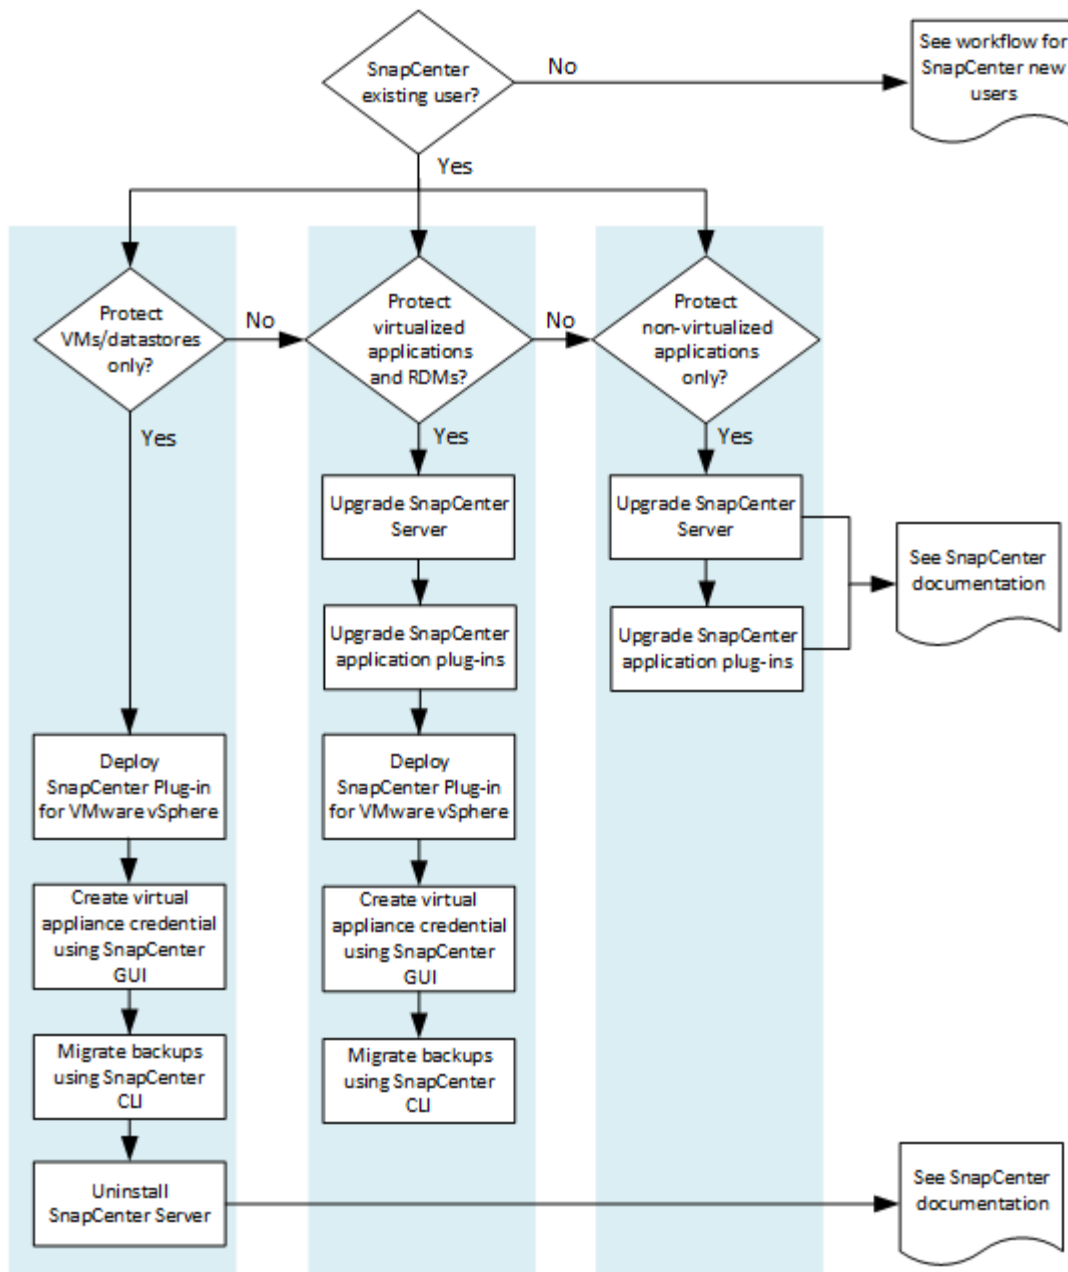 SnapCenter
existing user?
No
See workflow for
SnapCenter new
users
Yes
Protect
VMs/datastores
only?
No
Protect
virtualized
applications
and RDMs?
No
Protect
non-virtualized
applications
only?
Yes
Yes
Yes
Upgrade SnapCenter
Server
Upgrade SnapCenter
Server
See SnapCenter
documentation
Upgrade SnapCenter
application plug-ins
Upgrade SnapCenter
application plug-ins
Deploy
SnapCenter Plug-in
for VMware vSphere
Deploy
SnapCenter Plug-in
for VMware vSphere
Create virtual
appliance credential
using SnapCenter
GUI
Create virtual
appliance credential
using SnapCenter
GUI
Migrate backups
using SnapCenter
CLI
Migrate backups
using SnapCenter
CLI
Uninstall
SnapCenter Server
See SnapCenter
documentation